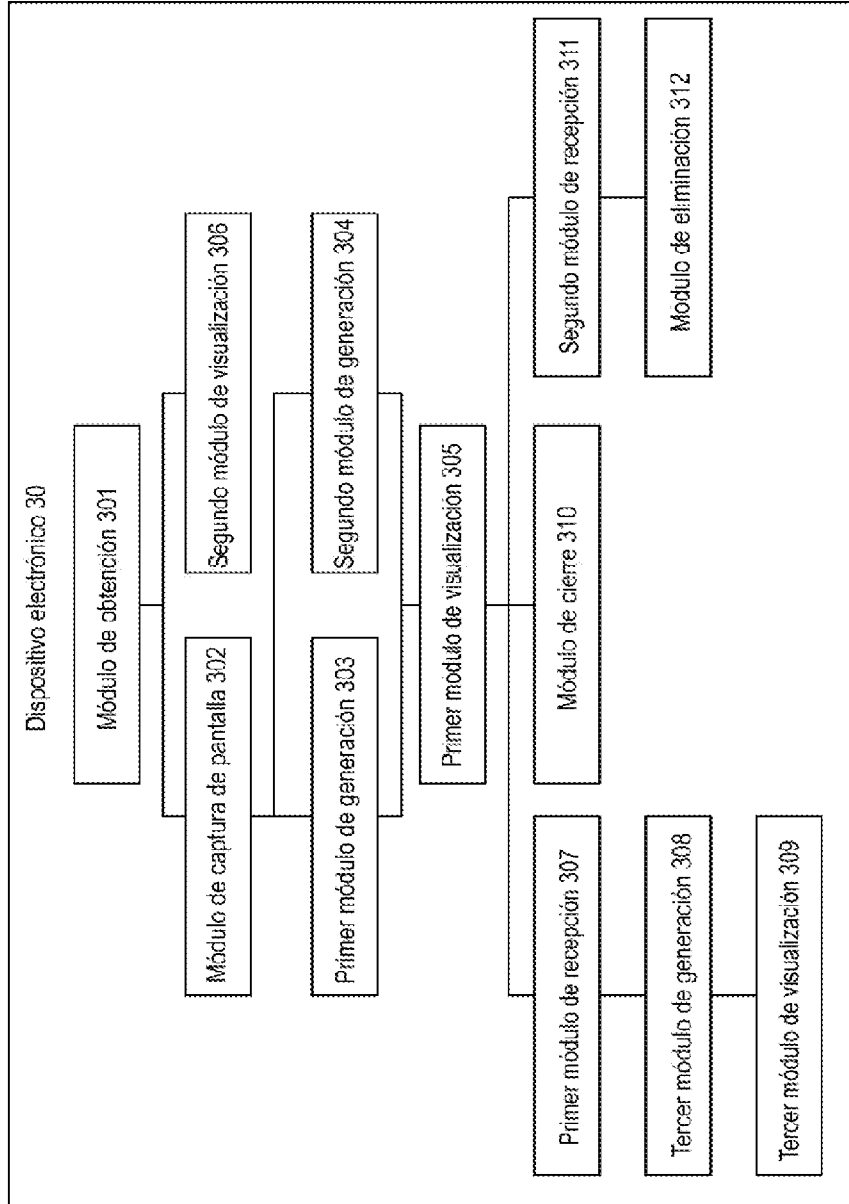 Dispositivo electrónico 30
Módulo de obtención 301
Módulo de captura de pantalla 302
Segundo módulo de visualización 306
Primer módulo de generación 303
Segundo módulo de generación 304
Primer módulo de visualización 305
Primer módulo de recepción 307
Módulo de cierre 310
Segundo módulo de recepción 311
Tercer módulo de generación 308
Módulo de eliminación 312
Tercer módulo de visualización 309